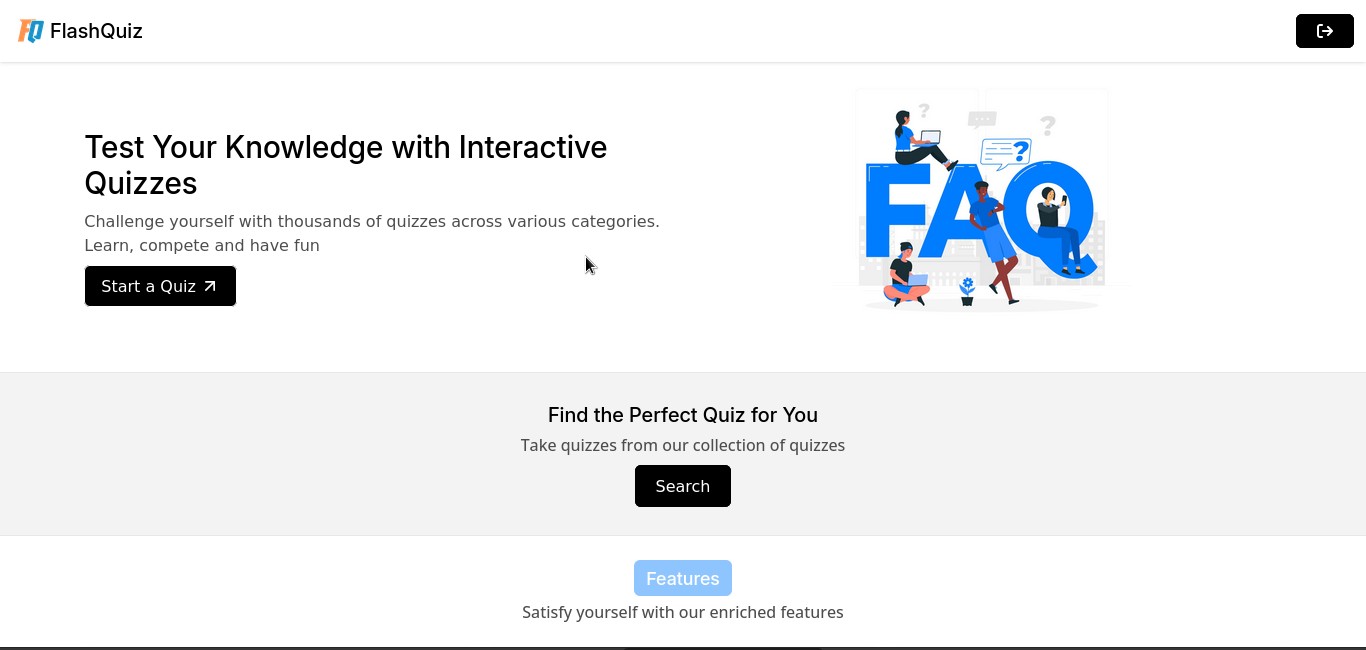 FQ FlashQuiz
Test Your Knowledge with Interactive
Quizzes
Challenge yourself with thousands of quizzes across various categories.
Learn, compete and have fun
Start a Quiz
?
?
?
FAQ
Find the Perfect Quiz for You
Take quizzes from our collection of quizzes
Search
Features
Satisfy yourself with our enriched features